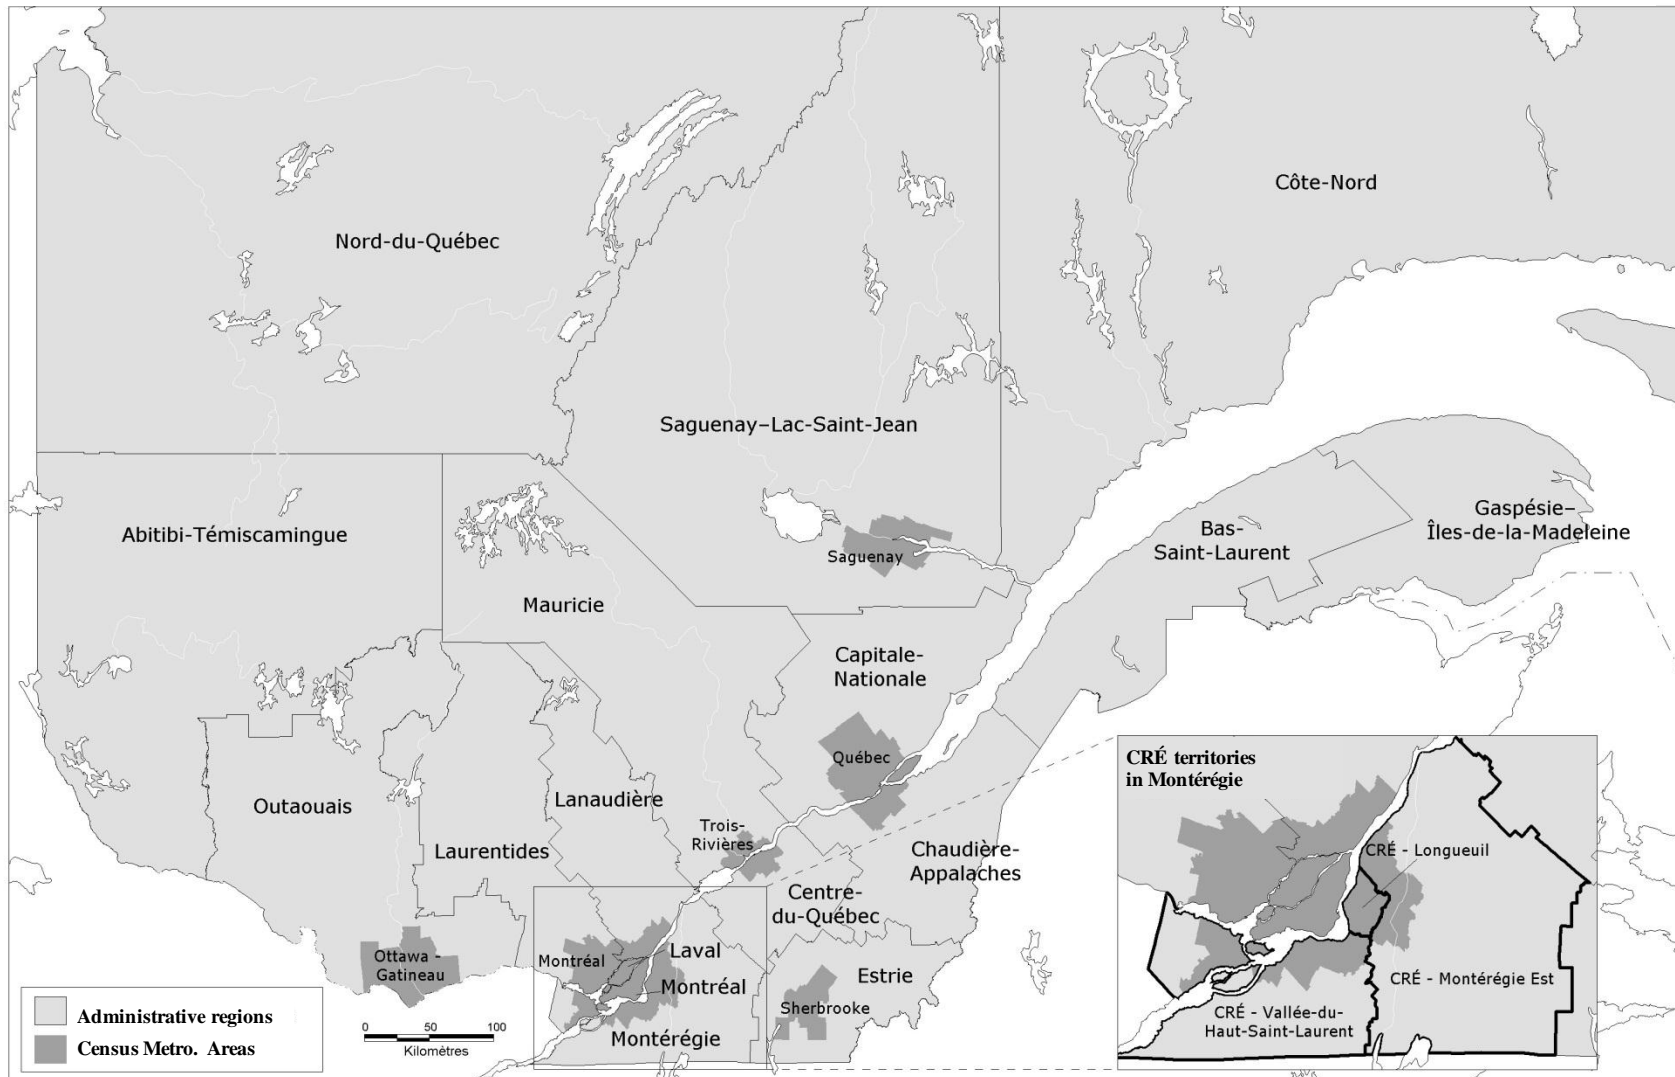 Côte-Nord
Nord-du-Québec
Saguenay–Lac-Saint-Jean
Abitibi-Témiscamingue
Gaspésie–
Îles-de-la-Madeleine
Bas-
Saint-Laurent
Saguenay
Mauricie
Capitale-
Nationale
Québec
Outaouais
Lanaudière
Laurentides
Trois-
Rivières
Chaudière-
Appalaches
Centre-
du-Québec
Ottawa -
Gatineau
Montréal
Laval
Montréal
Montérégie
Estrie
Sherbrooke
CRÉ territories
in Montérégie
CRÉ - Longueuil
CRÉ - Montérégie Est
CRÉ - Vallée-du-
Haut-Saint-Laurent
Administrative regions
Census Metro. Areas
0 50 100
Kilomètres